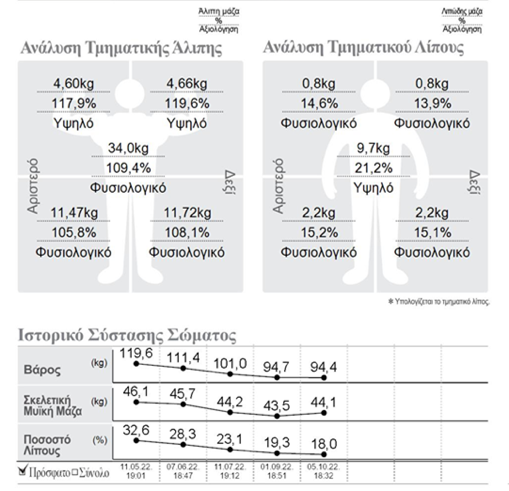 Άλιπη μάζα
%
Αξιολόγηση
Λιπώδης μάζα
%
Αξιολόγηση
Ανάλυση Τμηματικής Άλιπης
Ανάλυση Τμηματικού Λίπους
4,60kg
117,9%
Υψηλό
4,66kg
119,6%
Υψηλό
34,0kg
109,4%
Φυσιολογικό
Αριστερό
Δεξί
11,47kg
105,8%
Φυσιολογικό
11,72kg
108,1%
Φυσιολογικό
0,8kg
14,6%
Φυσιολογικό
0,8kg
13,9%
Φυσιολογικό
9,7kg
21,2%
Υψηλό
Αριστερό
Δεξί
2,2kg
15,2%
Φυσιολογικό
2,2kg
15,1%
Φυσιολογικό
* Υπολογίζεται το τμηματικό λίπος.
Ιστορικό Σύστασης Σώματος
Βάρος (kg) 119,6 111,4 101,0 94,7 94,4
Σκελετική
Μυϊκή Μάζα (kg) 46,1 45,7 44,2 43,5 44,1
Ποσοστό
Λίπους (%) 32,6 28,3 23,1 19,3 18,0
Πρόσφατο Σύνολο 11.05.22. 07.06.22. 11.07.22. 01.09.22. 05.10.22.
19:01 18:47 19:12 18:51 18:32